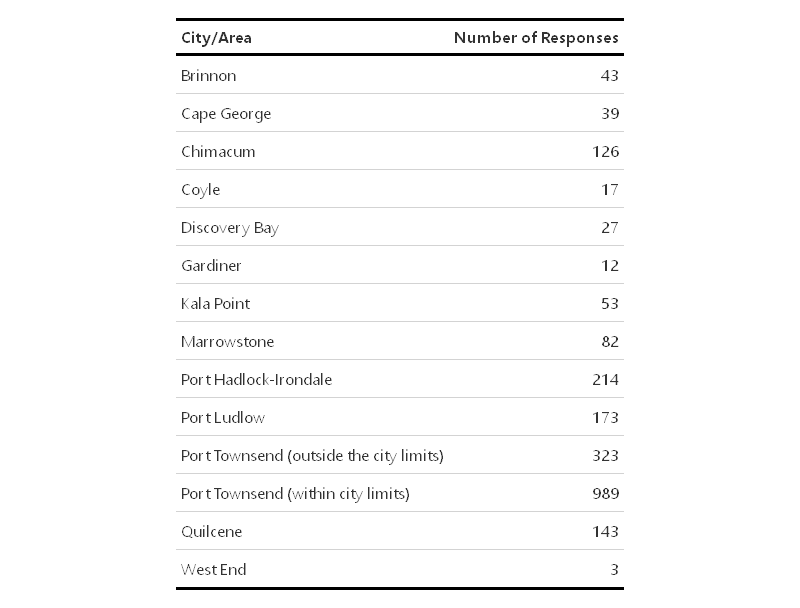 City/Area Number of Responses
Brinnon 43
Cape George 39
Chimacum 126
Coyle 17
Discovery Bay 27
Gardiner 12
Kala Point 53
Marrowstone 82
Port Hadlock-Irondale 214
Port Ludlow 173
Port Townsend (outside the city limits) 323
Port Townsend (within city limits) 989
Quilcene 143
West End 3